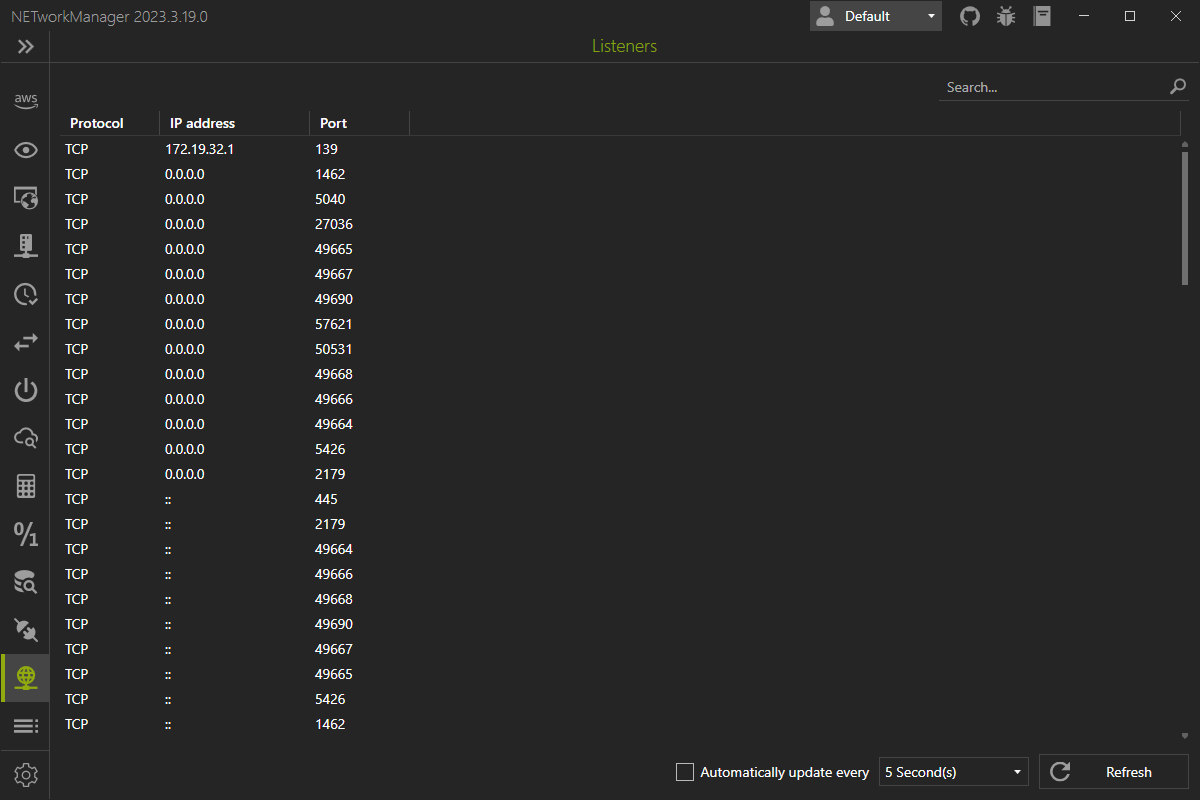 NETworkManager 2023.3.19.0
Default
Listeners
aws
Search...
Protocol IP address Port
TCP 172.19.32.1 139
TCP 0.0.0.0 1462
TCP 0.0.0.0 5040
TCP 0.0.0.0 27036
TCP 0.0.0.0 49665
TCP 0.0.0.0 49667
TCP 0.0.0.0 49690
TCP 0.0.0.0 57621
TCP 0.0.0.0 50531
TCP 0.0.0.0 49668
TCP 0.0.0.0 49666
TCP 0.0.0.0 49664
TCP 0.0.0.0 5426
TCP 0.0.0.0 2179
TCP :: 445
TCP :: 2179
TCP :: 49664
TCP :: 49666
TCP :: 49668
TCP :: 49690
TCP :: 49667
TCP :: 49665
TCP :: 5426
TCP :: 1462
0/1
Automatically update every 5 Second(s) Refresh